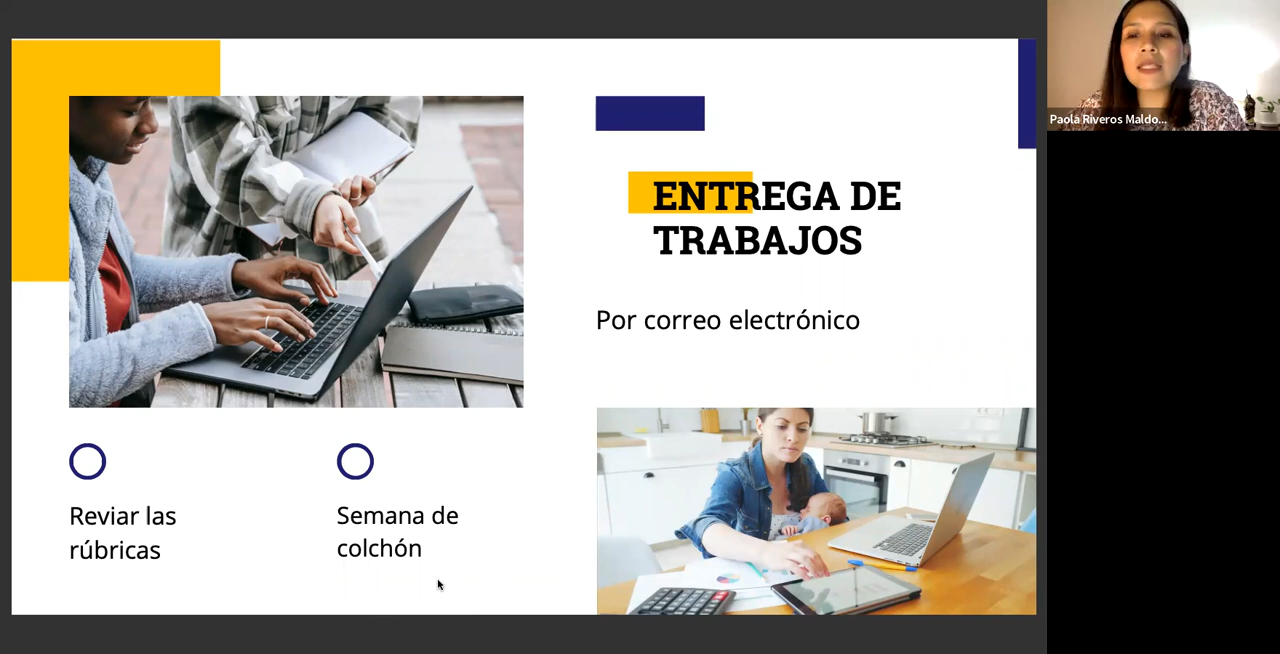 ENTREGA DE
TRABAJOS
Por correo electrónico
Reviar las
rúbricas
Semana de
colchón
Paola Riveros Maldo...